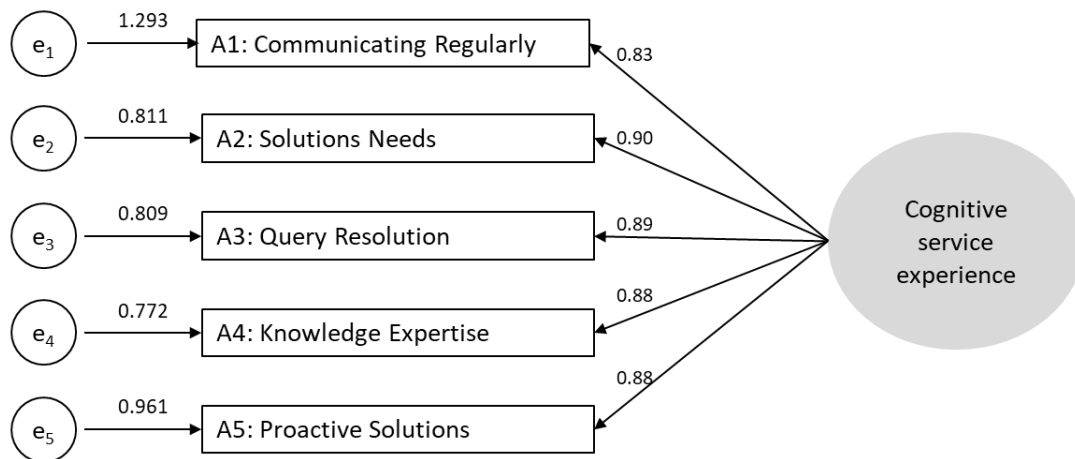 e1 1.293 A1: Communicating Regularly 0.83
e2 0.811 A2: Solutions Needs 0.90
e3 0.809 A3: Query Resolution 0.89
e4 0.772 A4: Knowledge Expertise 0.88
e5 0.961 A5: Proactive Solutions 0.88
Cognitive
service
experience